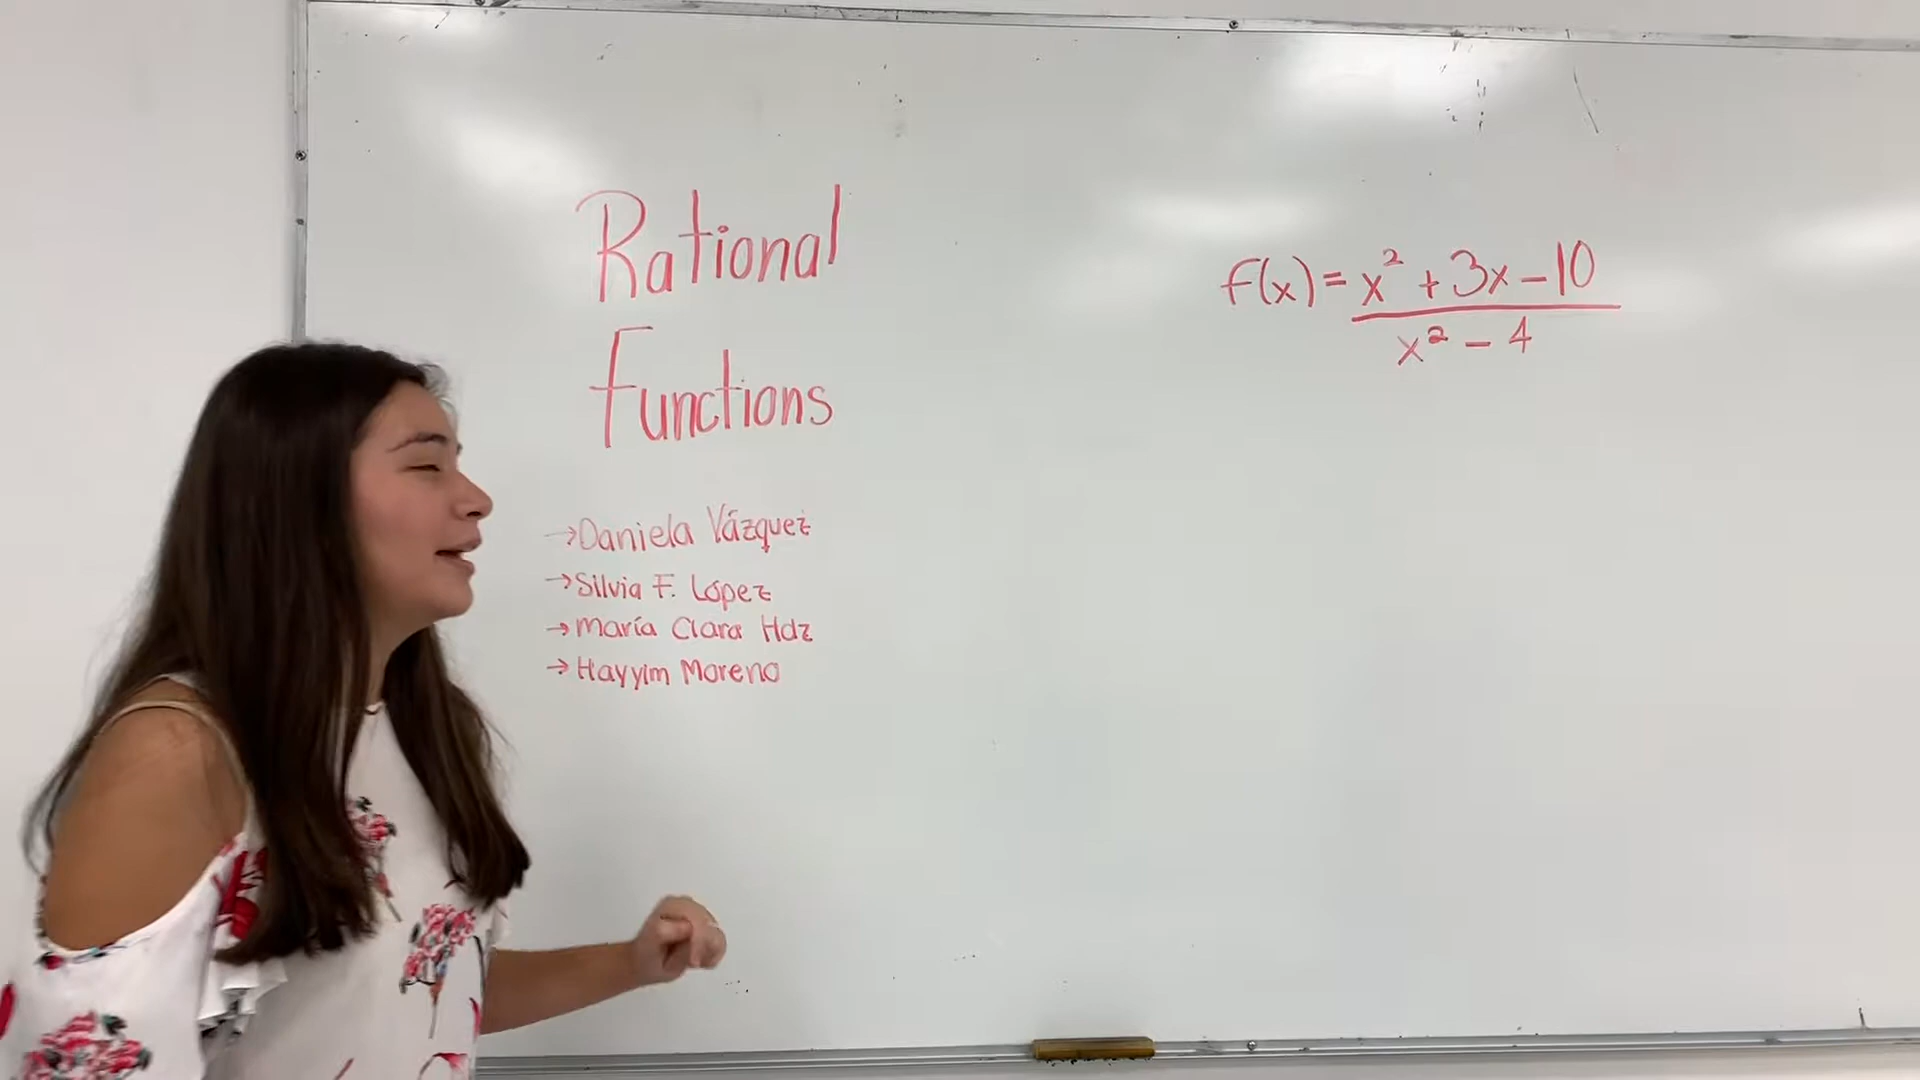 Rational
Functions
→Daniela Vázquez
→Silvia F. López
→María Clara Hdz
→Hayyim Moreno
f(x) = x² + 3x - 10
x² - 4